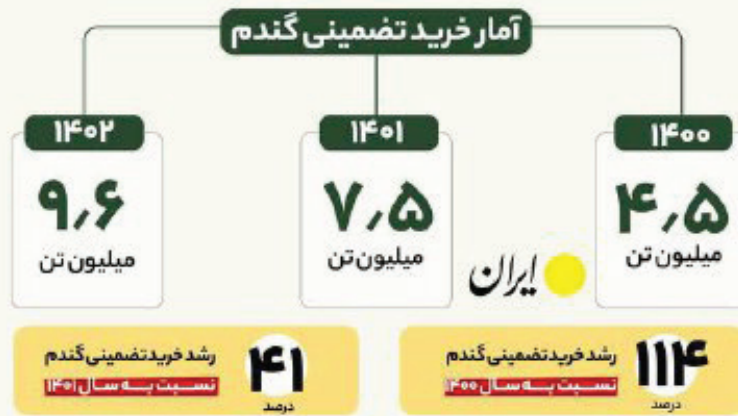 آمار خرید تضمینی گندم
۱۴۰۰
۴٫۵
میلیون تن
۱۴۰۱
۷٫۵
میلیون تن
۱۴۰۲
۹٫۶
میلیون تن
ایران
۱۱۴
درصد
رشد خرید تضمینی گندم
نسبت به سال ۱۴۰۰
۴۱
درصد
رشد خرید تضمینی گندم
نسبت به سال ۱۴۰۱